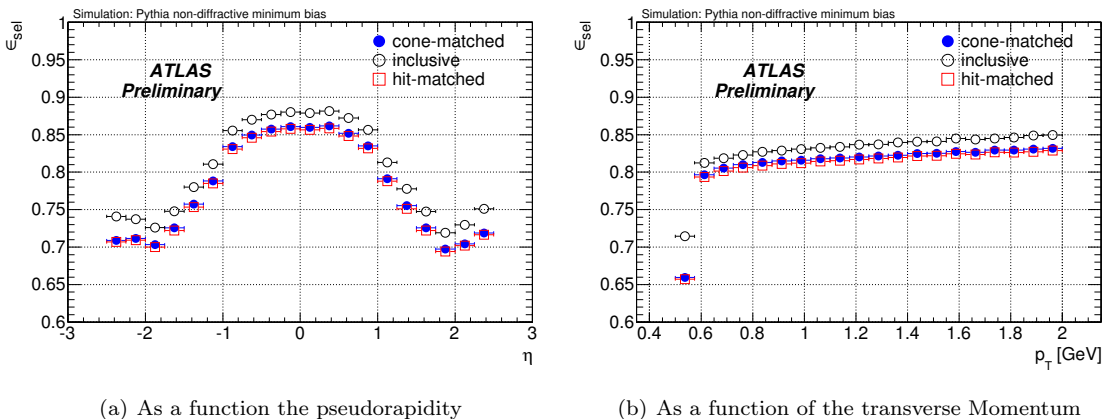 Simulation: Pythia non-diffractive minimum bias
ε_sel
1
0.95
0.9
0.85
0.8
0.75
0.7
0.65
0.6
ATLAS
Preliminary
cone-matched
inclusive
hit-matched
-3 -2 -1 0 1 2 3
η
(a) As a function the pseudorapidity
Simulation: Pythia non-diffractive minimum bias
ε_sel
1
0.95
0.9
0.85
0.8
0.75
0.7
0.65
0.6
ATLAS
Preliminary
cone-matched
inclusive
hit-matched
0.4 0.6 0.8 1 1.2 1.4 1.6 1.8 2
p_T [GeV]
(b) As a function of the transverse Momentum